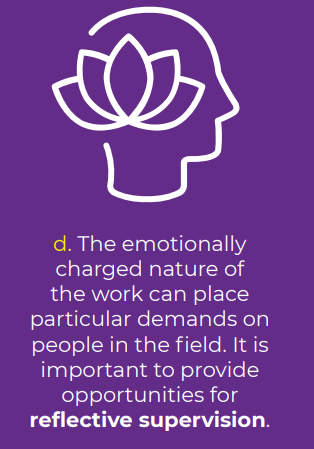 d. The emotionally
charged nature of
the work can place
particular demands on
people in the field. It is
important to provide
opportunities for
reflective supervision.